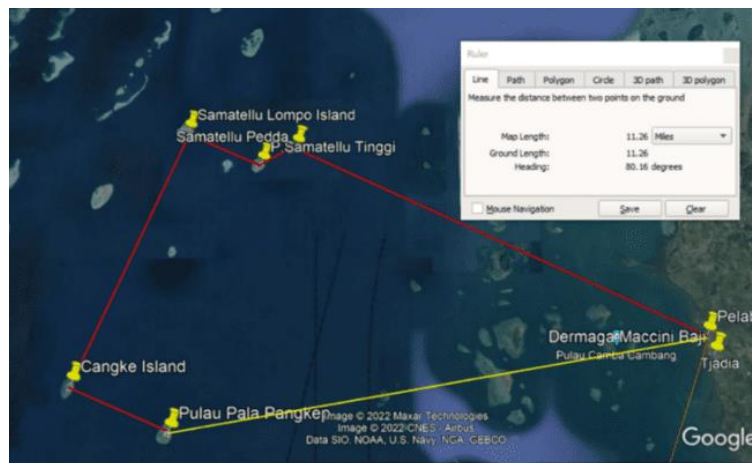 Ruler
Line Path Polygon Circle 3D path 3D polygon
Measure the distance between two points on the ground
Map Length: 11.26 Miles
Ground Length: 11.26
Heading: 80.16 degrees
Mouse Navigation Save Clear
Samatellu Lompo Island
Samatellu Pedda
P. Samatellu Tinggi
Pelab
Dermaga Maccini Baji
Pulau Camba Cambang
Tjadia
Cangke Island
Pulau Pala Pangkep
Image © 2022 Maxar Technologies
Image © 2022 CNES - Airbus
Data SIO, NOAA, U.S. Navy, NGA, GEBCO
Google